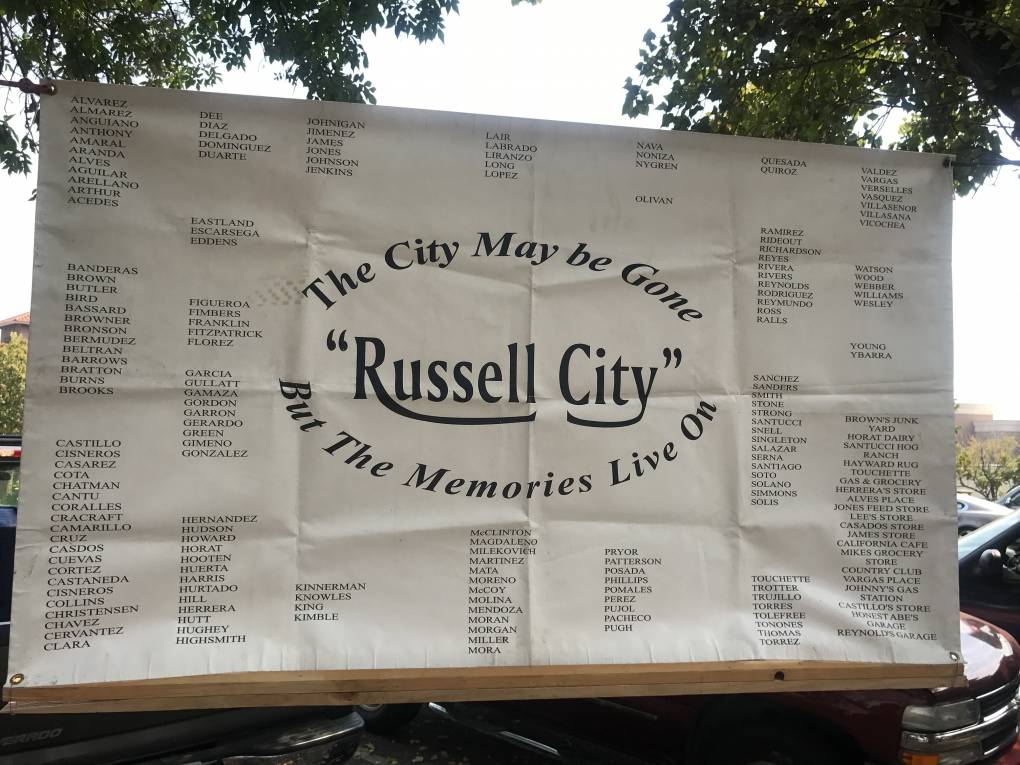 ALVAREZ
ALMAREZ
ANGUIANO
ANTHONY
AMARAL
ARANDA
ALVES
AGUILAR
ARELLANO
ARTHUR
ACEDES
BANDERAS
BROWN
BUTLER
BIRD
BASSARD
BROWNER
BRONSON
BERMUDEZ
BELTRAN
BARROWS
BRATTON
BURNS
BROOKS
CASTILLO
CISNEROS
CASAREZ
COTA
CHATMAN
CANTU
CORALLES
CRACRAFT
CAMARILLO
CRUZ
CASDOS
CUEVAS
CORTEZ
CASTANEDA
CISNEROS
COLLINS
CHRISTENSEN
CHAVEZ
CERVANTEZ
CLARA
DEE
DIAZ
DELGADO
DOMINGUEZ
DUARTE
EASTLAND
ESCARSEGA
EDDENS
FIGUEROA
FIMBERS
FRANKLIN
FITZPATRICK
FLOREZ
GARCIA
GULLATT
GAMAZA
GORDON
GARRON
GERARDO
GREEN
GIMENO
GONZALEZ
HERNANDEZ
HUDSON
HOWARD
HORAT
HOOTEN
HUERTA
HARRIS
HURTADO
HILL
HERRERA
HUTT
HUGHEY
HIGHSMITH
JOHNIGAN
JIMENEZ
JAMES
JONES
JOHNSON
JENKINS
The City May be Gone
"Russell City"
But The Memories Live On
KINNERMAN
KNOWLES
KING
KIMBLE
LAIR
LABRADO
LIRANZO
LONG
LOPEZ
McCLINTON
MAGDALENO
MILEKOVICH
MARTINEZ
MATA
MORENO
McCOY
MOLINA
MENDOZA
MORAN
MORGAN
MILLER
MORA
NAVA
NONIZA
NYGREN
OLIVAN
PRYOR
PATTERSON
POSADA
PHILLIPS
POMALES
PEREZ
PUJOL
PACHECO
PUGH
QUESADA
QUIROZ
RAMIREZ
RIDEOUT
RICHARDSON
REYES
RIVERA
RIVERS
REYNOLDS
RODRIGUEZ
REYMUNDO
ROSS
RALLS
SANCHEZ
SANDERS
SMITH
STONE
STRONG
SANTUCCI
SNELL
SINGLETON
SALAZAR
SERNA
SANTIAGO
SOTO
SOLANO
SIMMONS
SOLIS
TOUCHETTE
TROTTER
TRUJILLO
TORRES
TOLEFREE
TONONES
THOMAS
TORREZ
VALDEZ
VARGAS
VERSELLES
VASQUEZ
VILLASENOR
VILLASANA
VICOCHEA
WATSON
WOOD
WEBBER
WILLIAMS
WESLEY
YOUNG
YBARRA
BROWN'S JUNK
YARD
HORAT DAIRY
SANTUCCI HOG
RANCH
HAYWARD RUG
TOUCHETTE
GAS & GROCERY
HERRERA'S STORE
ALVES PLACE
JONES FEED STORE
LEE'S STORE
CASADOS STORE
JAMES STORE
CALIFORNIA CAFE
MIKES GROCERY
STORE
COUNTRY CLUB
VARGAS PLACE
JOHNNY'S GAS
STATION
CASTILLO'S STORE
HONEST ABE'S
GARAGE
REYNOLD'S GARAGE